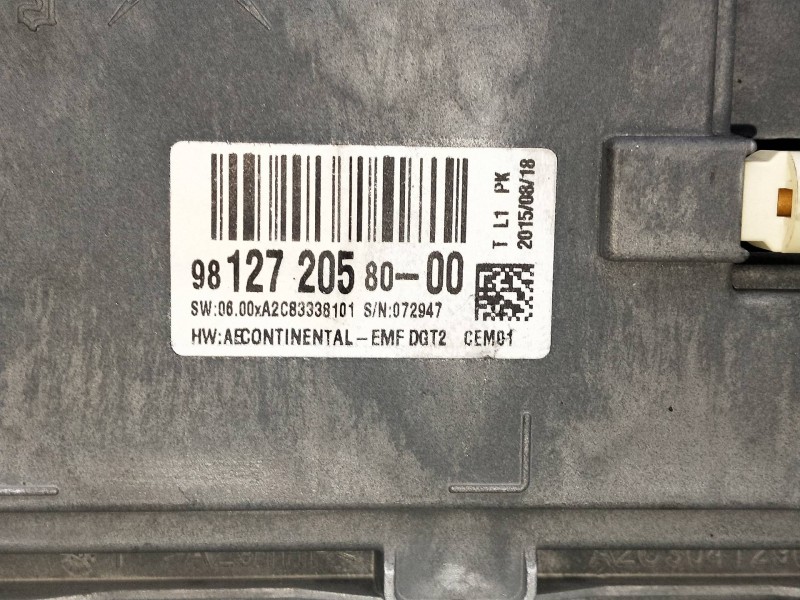 98 127 205 80-00
SW:06.00xA2C83338101 S/N:072947
HW:AECONTINENTAL-EMF DGT2 CEM01
T L1 PK
2015/08/18